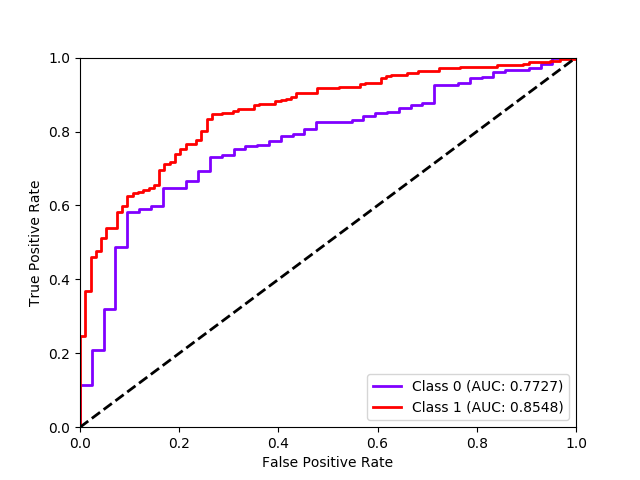 1.0
0.8
0.6
0.4
0.2
0.0
True Positive Rate
0.0 0.2 0.4 0.6 0.8 1.0
False Positive Rate
Class 0 (AUC: 0.7727)
Class 1 (AUC: 0.8548)